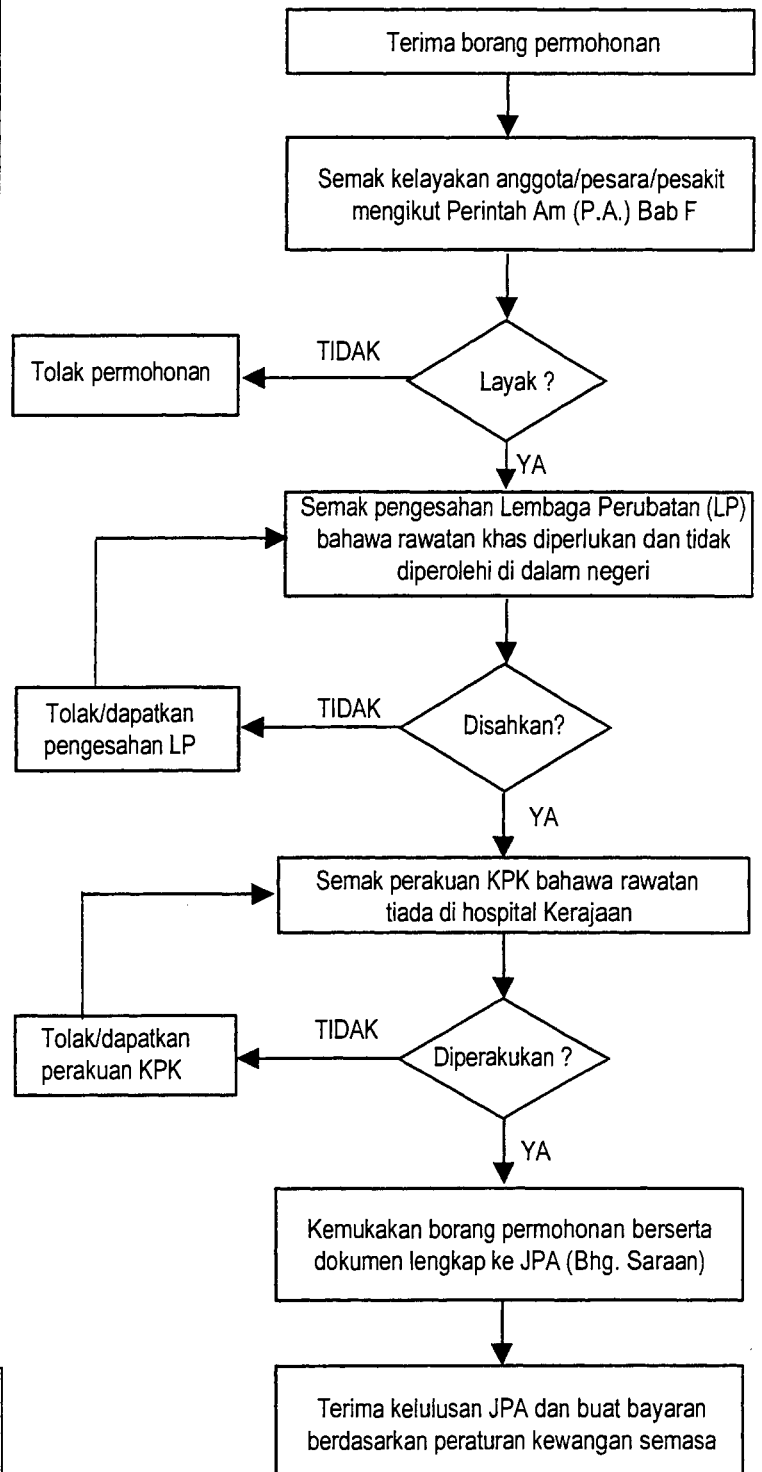 Terima borang permohonan
Semak kelayakan anggota/pesara/pesakit
mengikut Perintah Am (P.A.) Bab F
TIDAK
Tolak permohonan
Layak ?
YA
Semak pengesahan Lembaga Perubatan (LP)
bahawa rawatan khas diperlukan dan tidak
diperolehi di dalam negeri
Tolak/dapatkan
pengesahan LP
TIDAK
Disahkan?
YA
Semak perakuan KPK bahawa rawatan
tiada di hospital Kerajaan
Tolak/dapatkan
perakuan KPK
TIDAK
Diperakukan ?
YA
Kemukakan borang permohonan berserta
dokumen lengkap ke JPA (Bhg. Saraan)
Terima kelulusan JPA dan buat bayaran
berdasarkan peraturan kewangan semasa